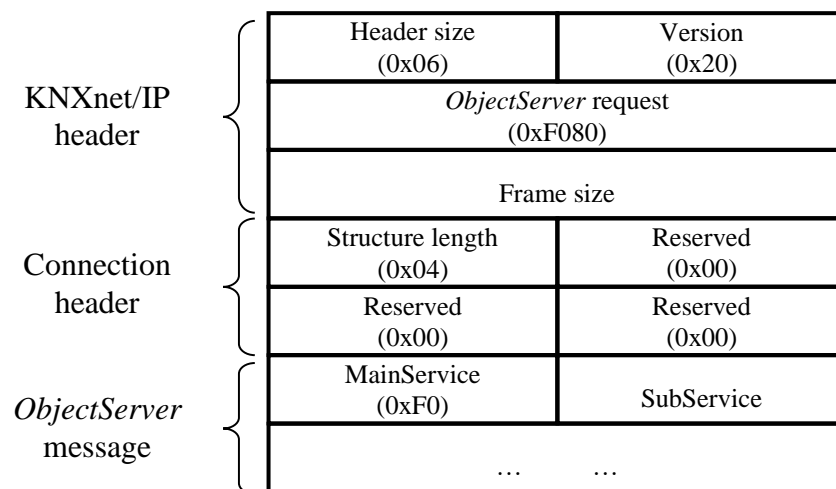 KNXnet/IP
header
Header size
(0x06)
Version
(0x20)
ObjectServer request
(0xF080)
Frame size
Connection
header
Structure length
(0x04)
Reserved
(0x00)
Reserved
(0x00)
Reserved
(0x00)
ObjectServer
message
MainService
(0xF0)
SubService
… …